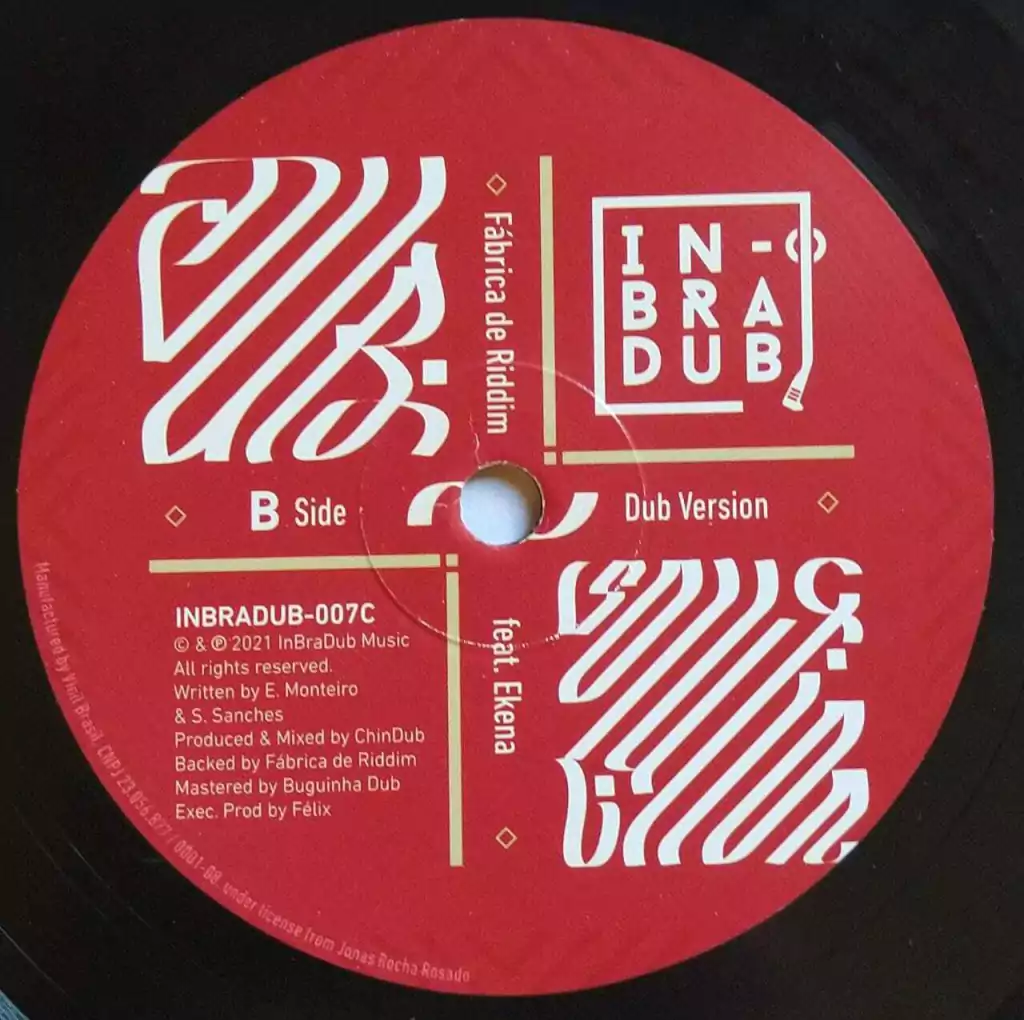 Fábrica de Riddim
IN-
BRA
DUB
B Side
Dub Version
feat. Ekena
INBRADUB-007C
© & ℗ 2021 InBraDub Music
All rights reserved.
Written by E. Monteiro
& S. Sanches
Produced & Mixed by ChinDub
Backed by Fábrica de Riddim
Mastered by Buguinha Dub
Exec. Prod by Félix
Manufactured by Vinil Brasil, CNPJ 23.056.877 / 0001-08, under license from Jonas Rocha Rosado